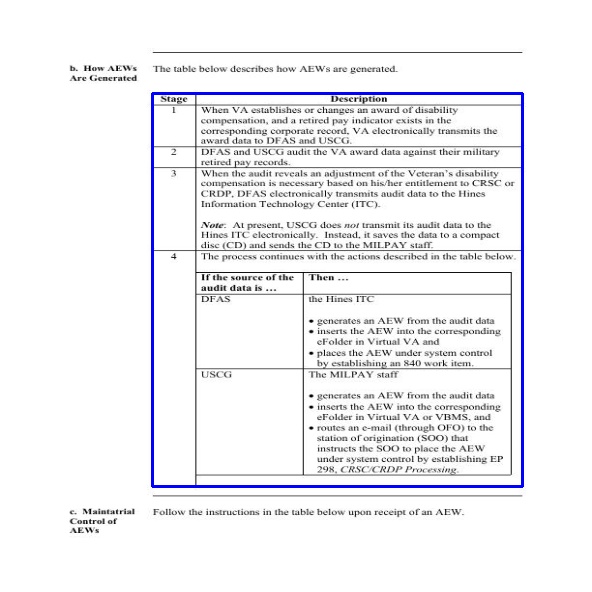 b. How AEWs
Are Generated
The table below describes how AEWs are generated.
Stage Description
1 When VA establishes or changes an award of disability
compensation, and a retired pay indicator exists in the
corresponding corporate record, VA electronically transmits the
award data to DFAS and USCG.
2 DFAS and USCG audit the VA award data against their military
retired pay records.
3 When the audit reveals an adjustment of the Veteran's disability
compensation is necessary based on his/her entitlement to CRSC or
CRDP, DFAS electronically transmits audit data to the Hines
Information Technology Center (ITC).
Note: At present, USCG does not transmit its audit data to the
Hines ITC electronically. Instead, it saves the data to a compact
disc (CD) and sends the CD to the MILPAY staff.
4 The process continues with the actions described in the table below.
If the source of the
audit data is …
Then …
DFAS
the Hines ITC
• generates an AEW from the audit data
• inserts the AEW into the corresponding
eFolder in Virtual VA and
• places the AEW under system control
by establishing an 840 work item.
USCG
The MILPAY staff
• generates an AEW from the audit data
• inserts the AEW into the corresponding
eFolder in Virtual VA or VBMS, and
• routes an e-mail (through OFO) to the
station of origination (SOO) that
instructs the SOO to place the AEW
under system control by establishing EP
298, CRSC/CRDP Processing.
c. Maintatrial
Control of
AEWs
Follow the instructions in the table below upon receipt of an AEW.